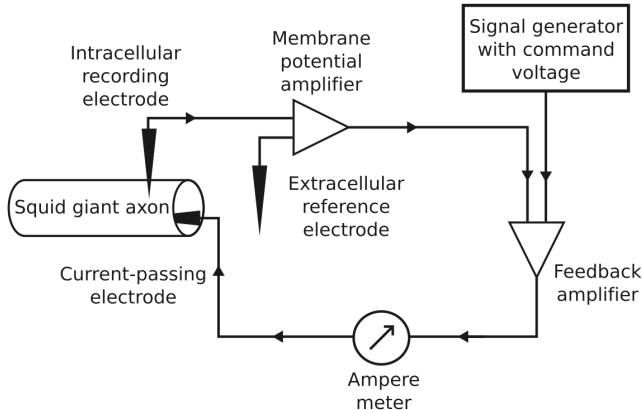 Signal generator
with command
voltage
Intracellular
recording
electrode
Membrane
potential
amplifier
Extracellular
reference
electrode
Squid giant axon
Current-passing
electrode
Feedback
amplifier
Ampere
meter